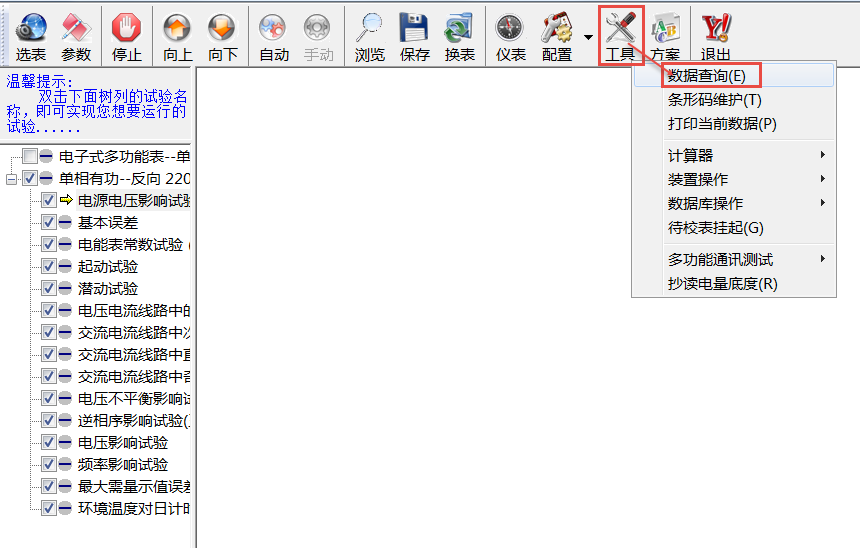 选表 参数 停止 向上 向下 自动 手动 浏览 保存 换表 仪表 配置 工具 方案 退出
温馨提示:
双击下面树列的试验名
称，即可实现您想要运行的
试验......
电子式多功能表--单
单相有功--反向 220
电源电压影响试验
基本误差
电能表常数试验（
起动试验
潜动试验
电压电流线路中的
交流电流线路中次
交流电流线路中直
交流电流线路中奇
电压不平衡影响试
逆相序影响试验(
电压影响试验
频率影响试验
最大需量示值误差
环境温度对日计时
数据查询(E)
条形码维护(T)
打印当前数据(P)
计算器
装置操作
数据库操作
待校表挂起(G)
多功能通讯测试
抄读电量底度(R)